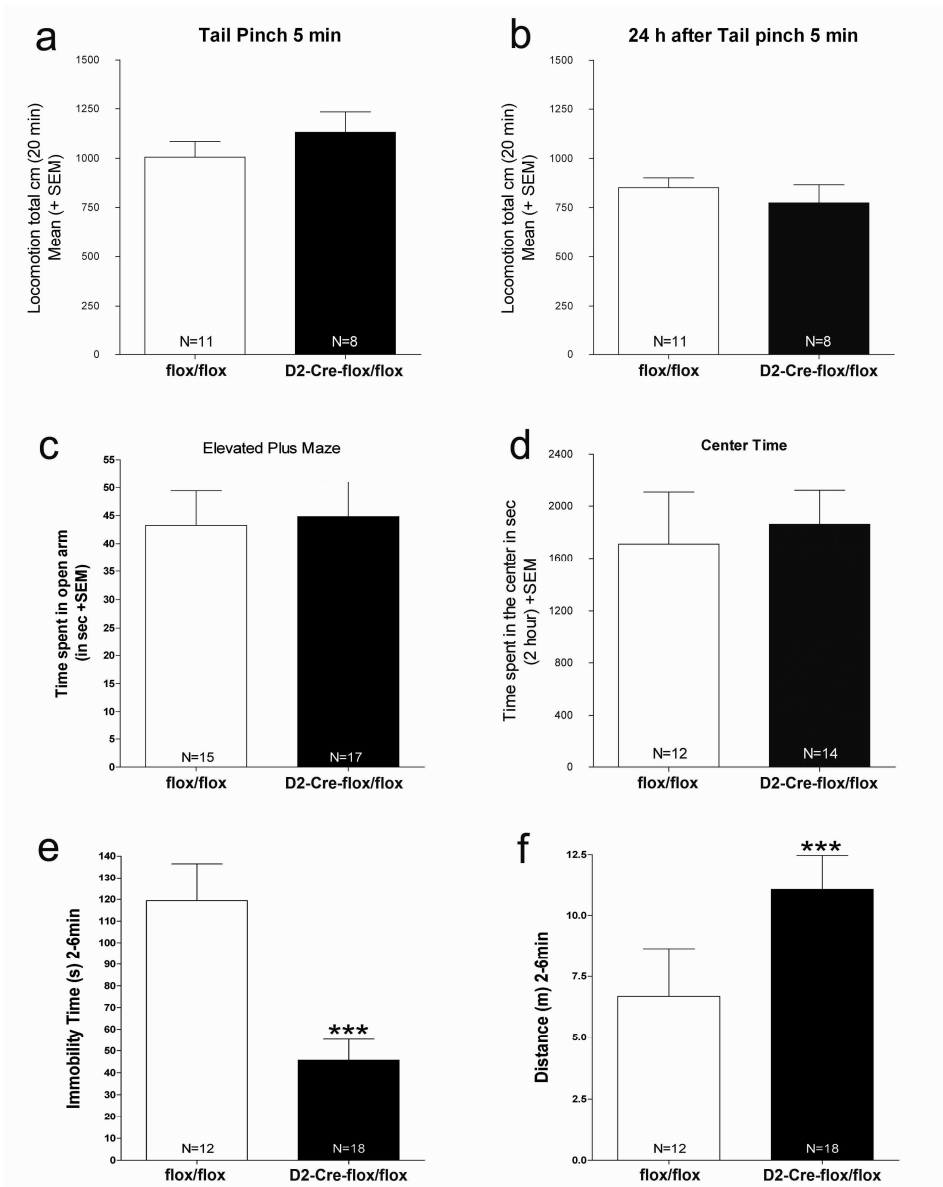 a
Tail Pinch 5 min
Locomotion total cm (20 min)
Mean (+ SEM)
1500
1250
1000
750
500
250
0
N=11
N=8
flox/flox
D2-Cre-flox/flox
b
24 h after Tail pinch 5 min
Locomotion total cm (20 min)
Mean (+ SEM)
1500
1250
1000
750
500
250
0
N=11
N=8
flox/flox
D2-Cre-flox/flox
c
Elevated Plus Maze
Time spent in open arm
(in sec +SEM)
55
50
45
40
35
30
25
20
15
10
5
0
N=15
N=17
flox/flox
D2-Cre-flox/flox
d
Center Time
Time spent in the center in sec
(2 hour) +SEM
2400
2000
1600
1200
800
400
0
N=12
N=14
flox/flox
D2-Cre-flox/flox
e
Immobility Time (s) 2-6min
140
130
120
110
100
90
80
70
60
50
40
30
20
10
0
***
N=12
N=18
flox/flox
D2-Cre-flox/flox
f
Distance (m) 2-6min
12.5
10.0
7.5
5.0
2.5
0.0
***
N=12
N=18
flox/flox
D2-Cre-flox/flox